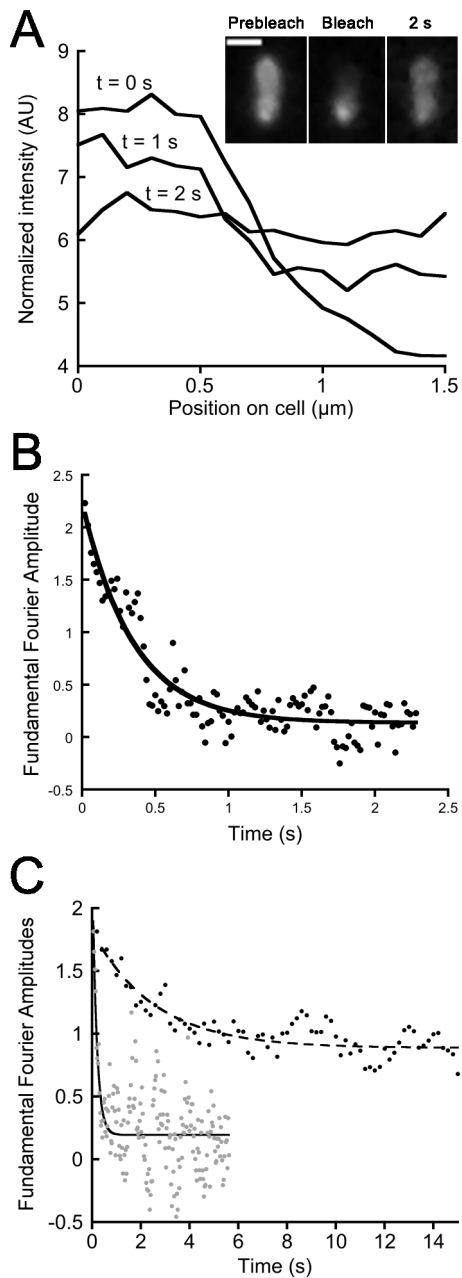 A
Prebleach Bleach 2 s
9
8
7
6
5
4
t = 0 s
t = 1 s
t = 2 s
Normalized intensity (AU)
0 0.5 1 1.5
Position on cell (µm)
B
2.5
2
1.5
1
0.5
0
-0.5
Fundamental Fourier Amplitude
0 0.5 1 1.5 2 2.5
Time (s)
C
2
1.5
1
0.5
0
-0.5
Fundamental Fourier Amplitudes
0 2 4 6 8 10 12 14
Time (s)